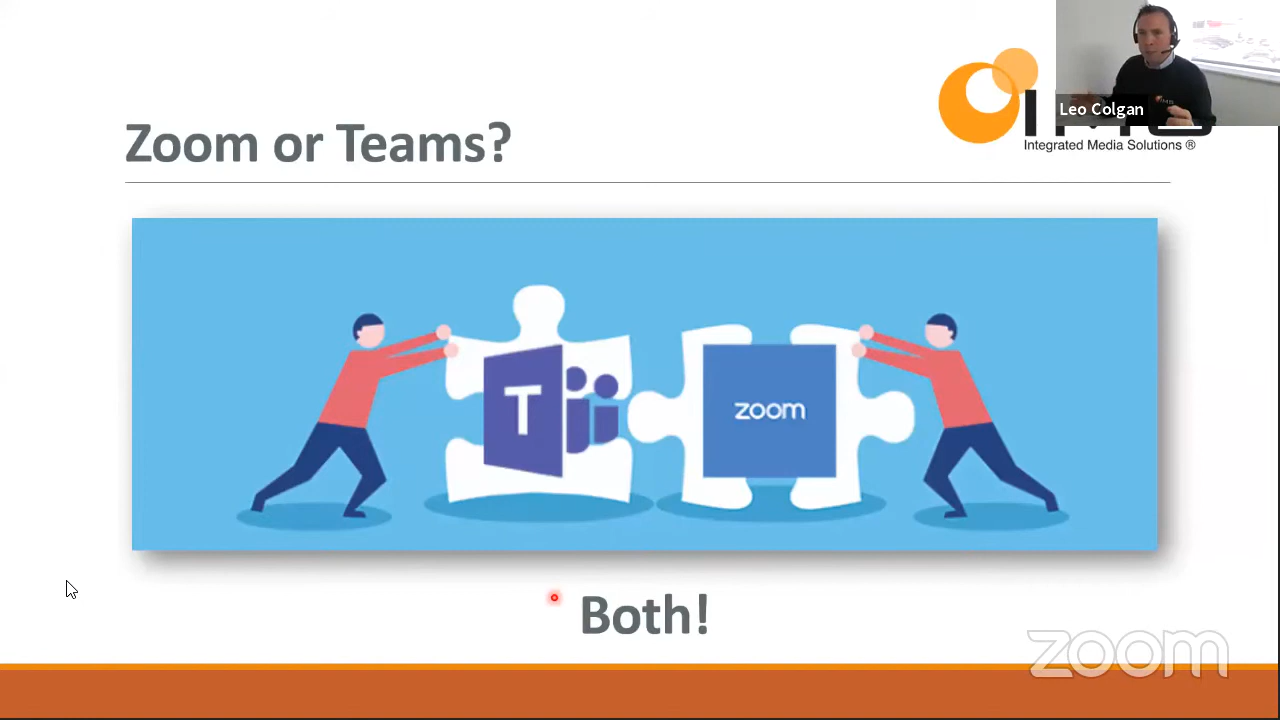 Leo Colgan
Integrated Media Solutions ®
Zoom or Teams?
T
zoom
Both!
zoom